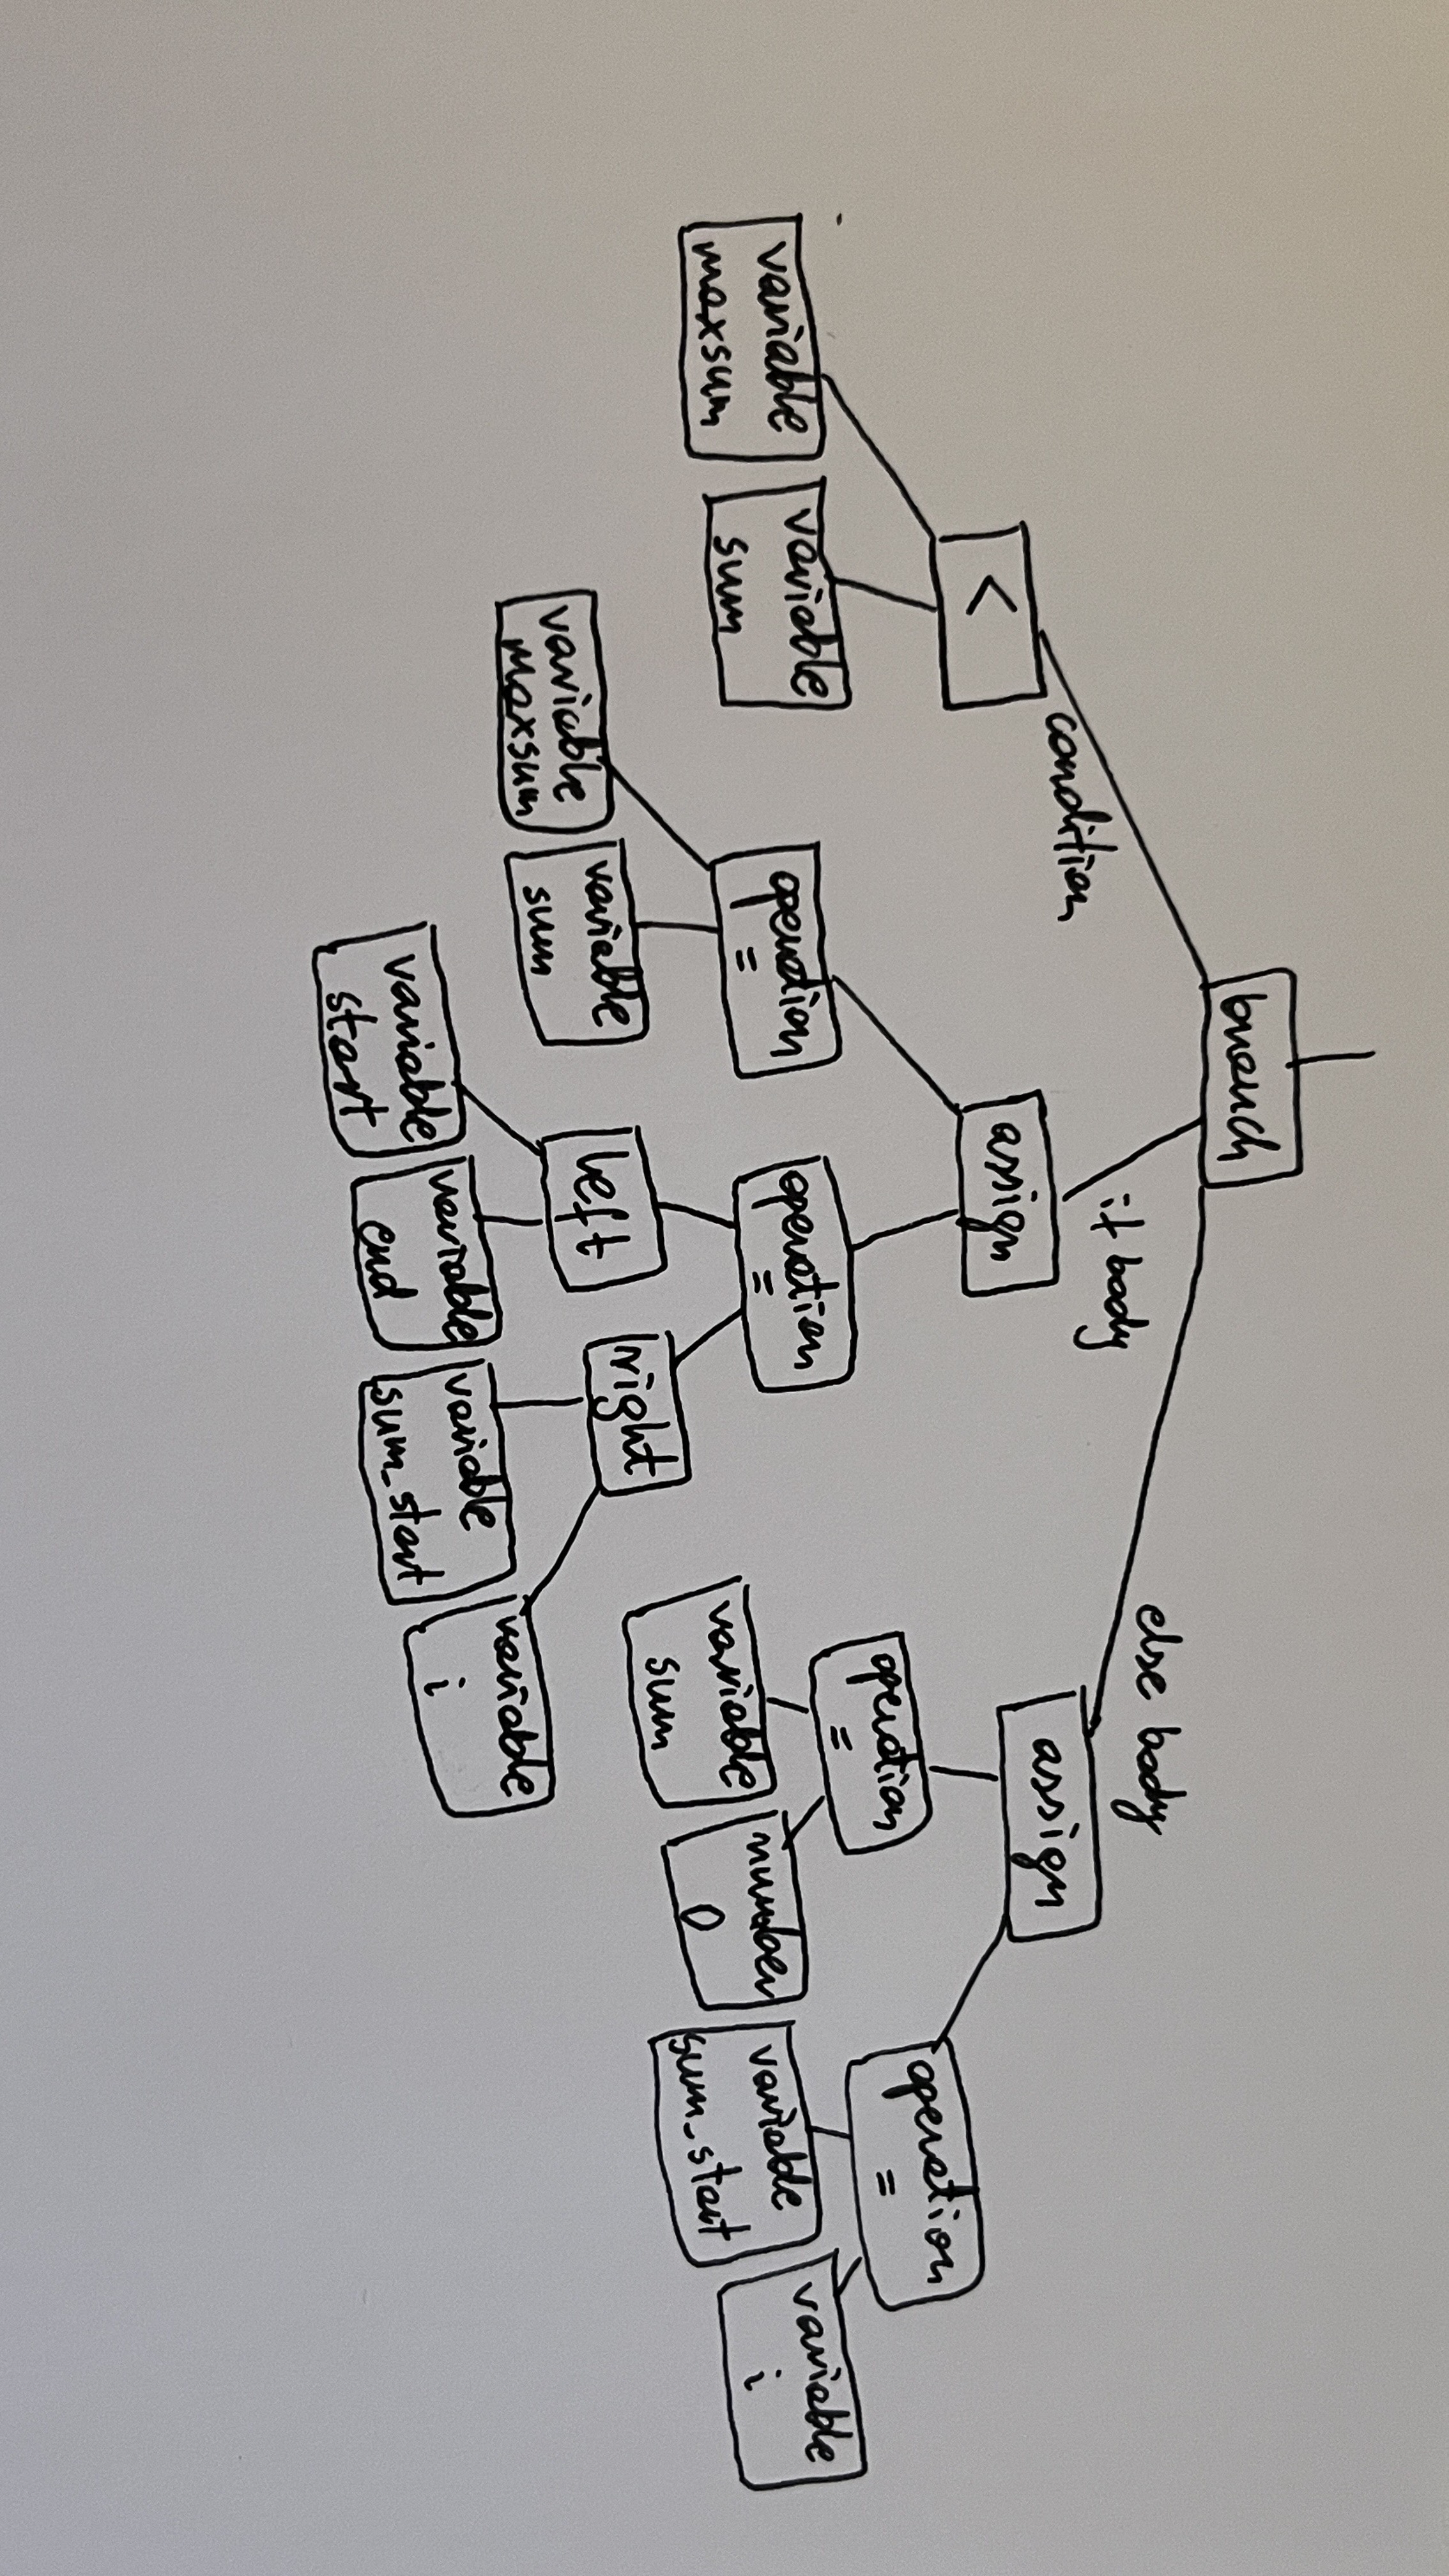 branch
condition
if body
else body
<
assign
assign
variable
maxsum
variable
sum
operation
=
operation
=
operation
=
operation
=
variable
maxsum
variable
sum
left
right
variable
sum
number
0
variable
sum_start
variable
i
variable
start
variable
end
variable
sum_start
variable
i